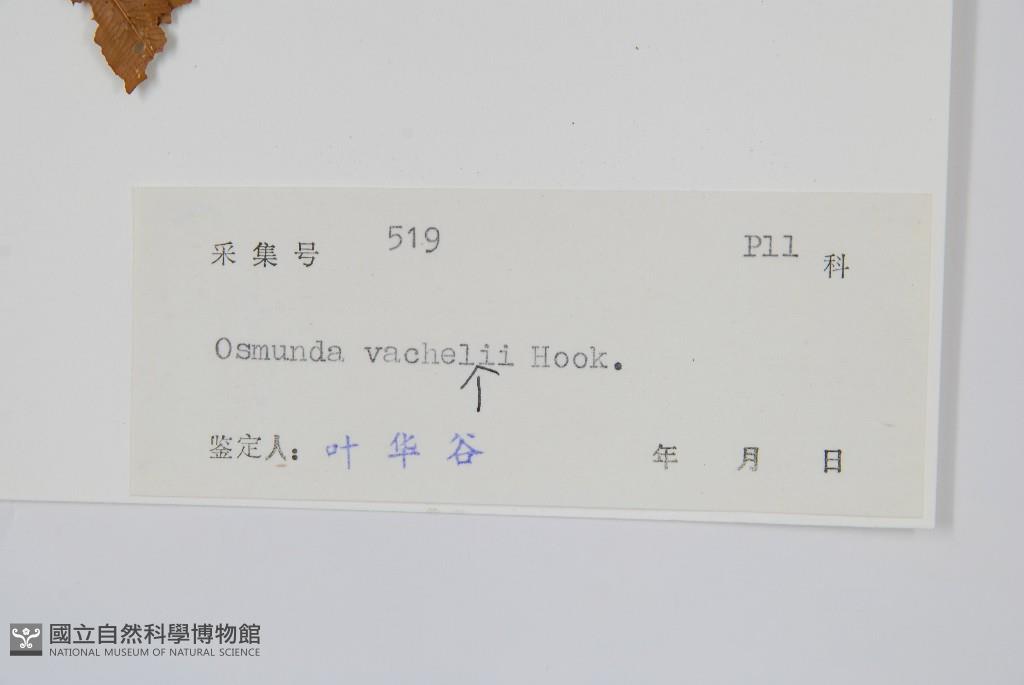 采集号 519 P11 科
Osmunda vachelii Hook.
鉴定人: 叶华谷 年 月 日
國立自然科學博物館
NATIONAL MUSEUM OF NATURAL SCIENCE